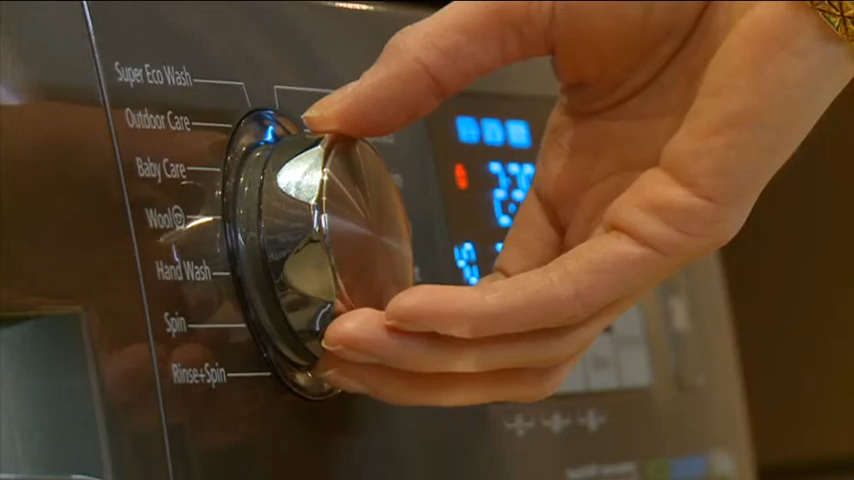 Super Eco Wash
Outdoor Care
Baby Care
Wool
Hand Wash
Spin
Rinse+Spin